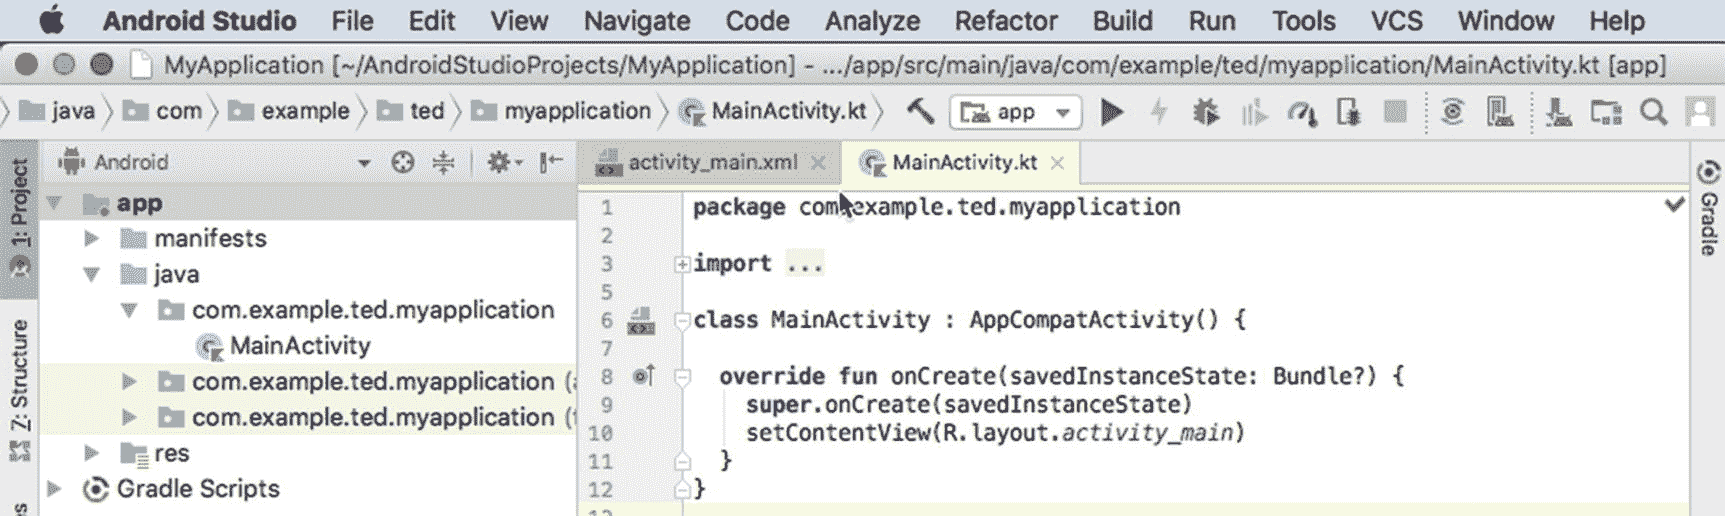 Android Studio File Edit View Navigate Code Analyze Refactor Build Run Tools VCS Window Help
MyApplication [~/AndroidStudioProjects/MyApplication] - .../app/src/main/java/com/example/ted/myapplication/MainActivity.kt [app]
java com example ted myapplication MainActivity.kt app
1: Project
Z: Structure
Android
app
manifests
java
com.example.ted.myapplication
MainActivity
com.example.ted.myapplication (
com.example.ted.myapplication (
res
Gradle Scripts
activity_main.xml MainActivity.kt
1 package com.example.ted.myapplication
2
3 import ...
5
6 class MainActivity : AppCompatActivity() {
7
8 override fun onCreate(savedInstanceState: Bundle?) {
9 super.onCreate(savedInstanceState)
10 setContentView(R.layout.activity_main)
11 }
12 }
Gradle